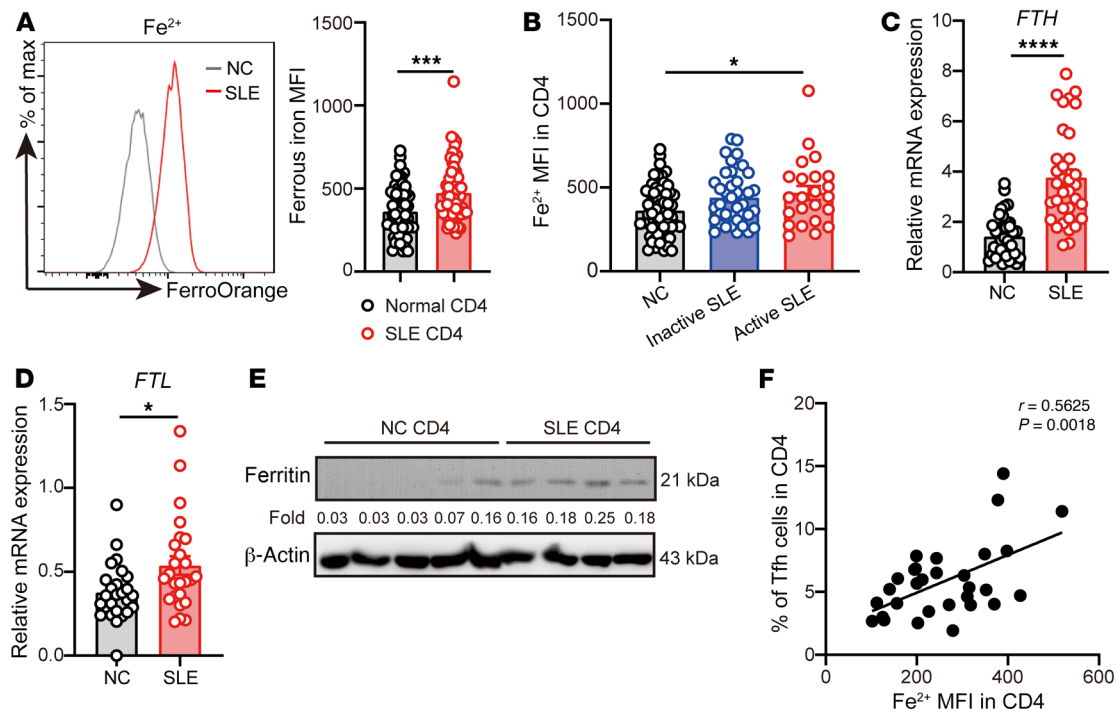 A
Fe2+
% of max
NC
SLE
FerroOrange
Ferrous iron MFI
1500
1000
500
0
***
Normal CD4
SLE CD4
B
Fe2+ MFI in CD4
1500
1000
500
0
*
NC
Inactive SLE
Active SLE
C
FTH
Relative mRNA expression
10
8
6
4
2
0
****
NC
SLE
D
FTL
Relative mRNA expression
1.5
1.0
0.5
0.0
*
NC
SLE
E
NC CD4
SLE CD4
Ferritin
21 kDa
Fold
0.03 0.03 0.03 0.07 0.16 0.16 0.18 0.25 0.18
β-Actin
43 kDa
F
r = 0.5625
P = 0.0018
% of Tfh cells in CD4
20
15
10
5
0
0 200 400 600
Fe2+ MFI in CD4